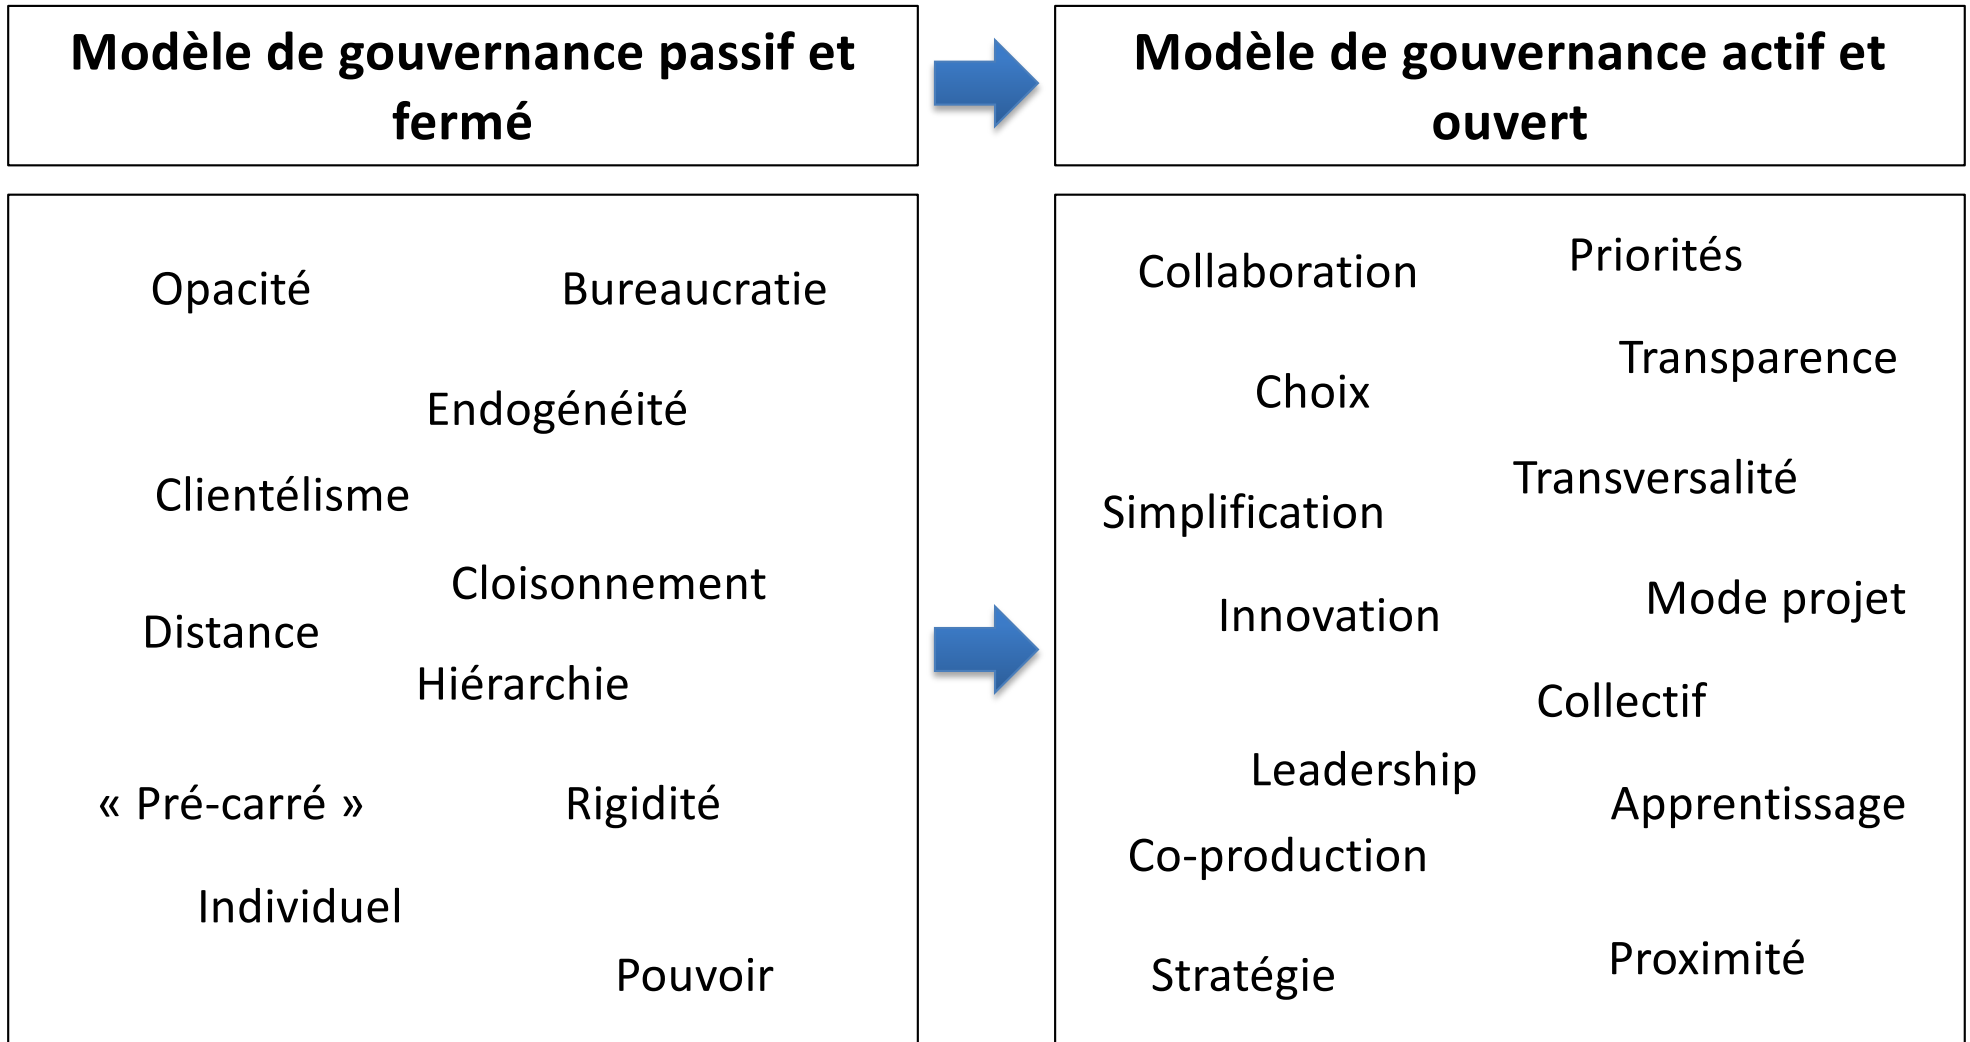 Modèle de gouvernance passif et
fermé
Modèle de gouvernance actif et
ouvert
Opacité
Bureaucratie
Endogénéité
Clientélisme
Cloisonnement
Distance
Hiérarchie
« Pré-carré »
Rigidité
Individuel
Pouvoir
Collaboration
Priorités
Transparence
Choix
Transversalité
Simplification
Mode projet
Innovation
Collectif
Leadership
Apprentissage
Co-production
Proximité
Stratégie